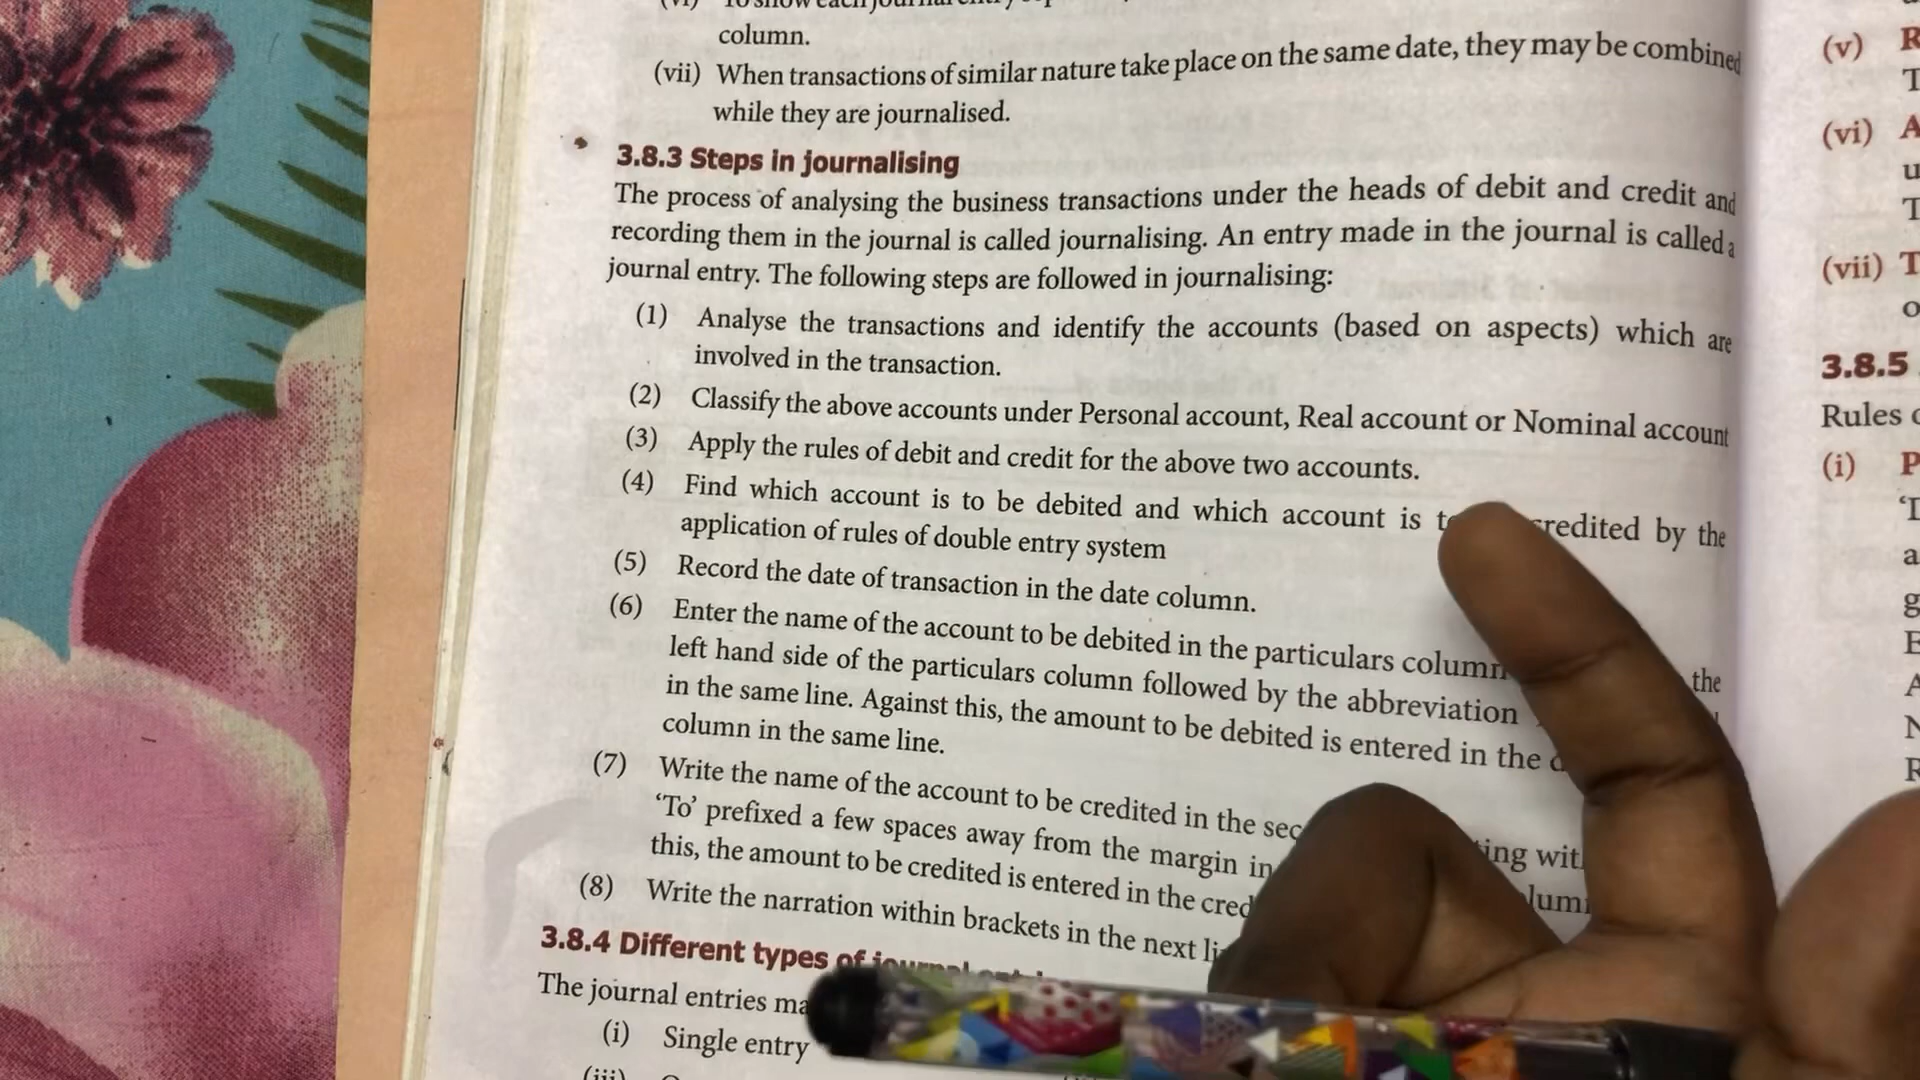 column.
(vii) When transactions of similar nature take place on the same date, they may be combined
while they are journalised.
3.8.3 Steps in journalising
The process of analysing the business transactions under the heads of debit and credit and
recording them in the journal is called journalising. An entry made in the journal is called a
journal entry. The following steps are followed in journalising:
(1) Analyse the transactions and identify the accounts (based on aspects) which are
involved in the transaction.
(2) Classify the above accounts under Personal account, Real account or Nominal account
(3) Apply the rules of debit and credit for the above two accounts.
(4) Find which account is to credited by the
application of rules of double entry system
(5) Record the date of transaction in the date column.
(6) Enter the name of the account to be debited in the particulars column the
left hand side of the particulars column followed by the abbreviation
in the same line. Against this, the amount to be debited is entered in the
column in the same line.
(7) Write the name of the account to be credited in the
'To' prefixed a few spaces away from the margin in
this, the amount to be credited is entered in the
(8) Write the narration within brackets in the next
3.8.4 Different types of
The journal entries
(i) Single entry
(v)
(vi)
(vii)
3.8.5
Rules
(i)